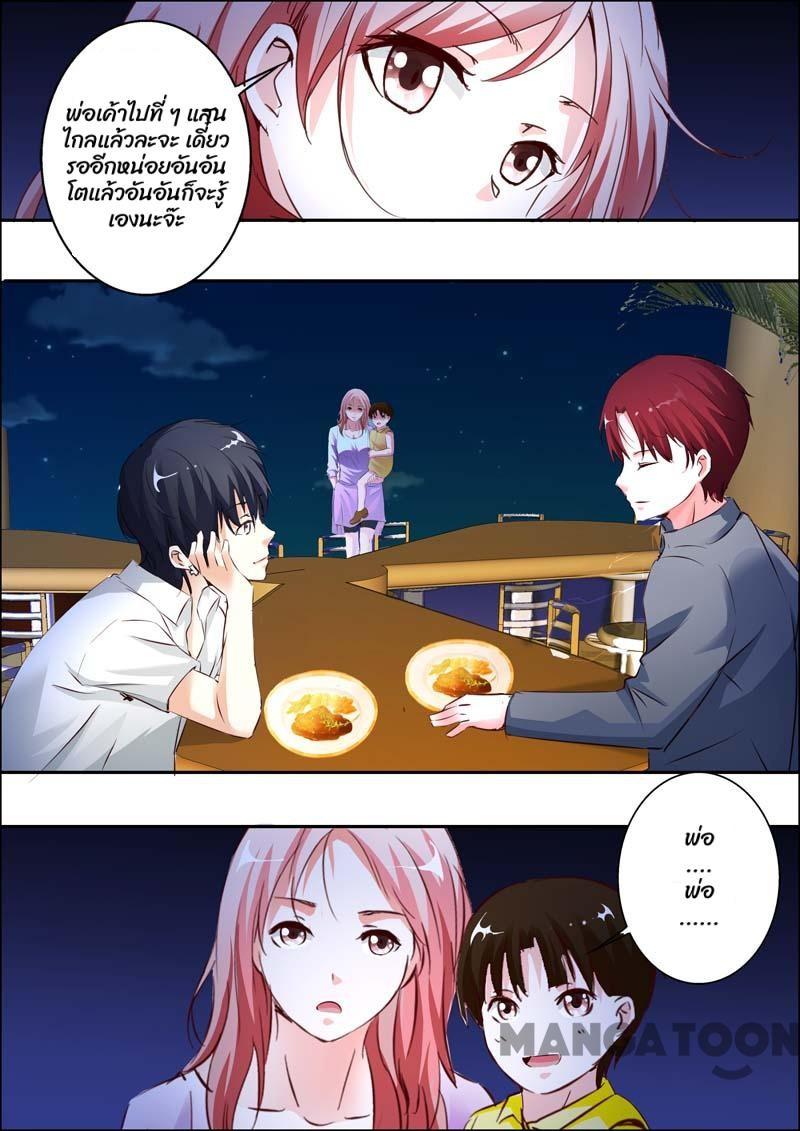 พ่อเค้าไปที่ ๆ แสน
ไกลแล้วละจะ เดี๋ยว
รออีกหน่อยอันอัน
โตแล้วอันอันก็จะรู้
เองนะจ๊ะ
พ่อ
....
พ่อ
......
MANGATOON